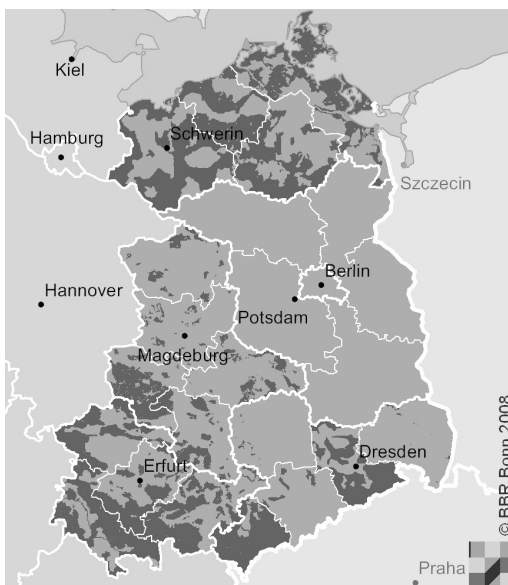 Kiel
Hamburg
Schwerin
Szczecin
Hannover
Berlin
Potsdam
Magdeburg
Dresden
Erfurt
Praha
© BBR Bonn 2008